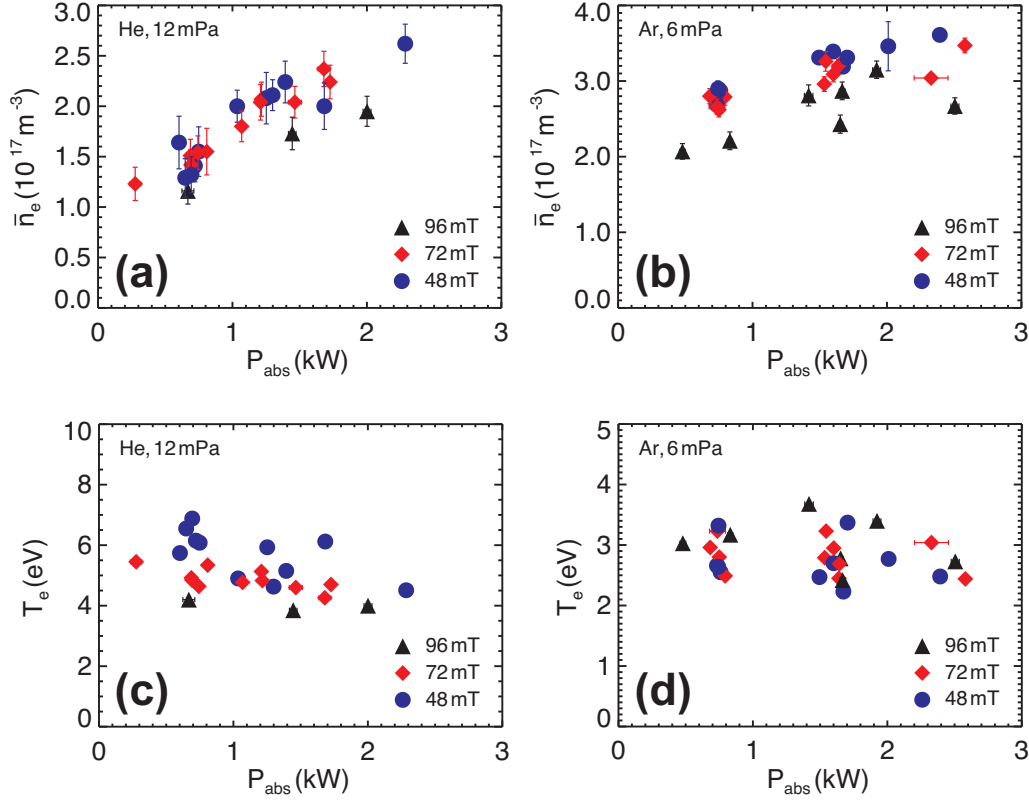 He, 12 mPa
3.0
2.5
2.0
1.5
1.0
0.5
0.0
n̅e (10^17 m^-3)
96 mT
72 mT
48 mT
(a)
0 1 2 3
Pabs (kW)
Ar, 6 mPa
4.0
3.0
2.0
1.0
0.0
n̅e (10^17 m^-3)
96 mT
72 mT
48 mT
(b)
0 1 2 3
Pabs (kW)
He, 12 mPa
10
8
6
4
2
0
Te (eV)
96 mT
72 mT
48 mT
(c)
0 1 2 3
Pabs (kW)
Ar, 6 mPa
5
4
3
2
1
0
Te (eV)
96 mT
72 mT
48 mT
(d)
0 1 2 3
Pabs (kW)